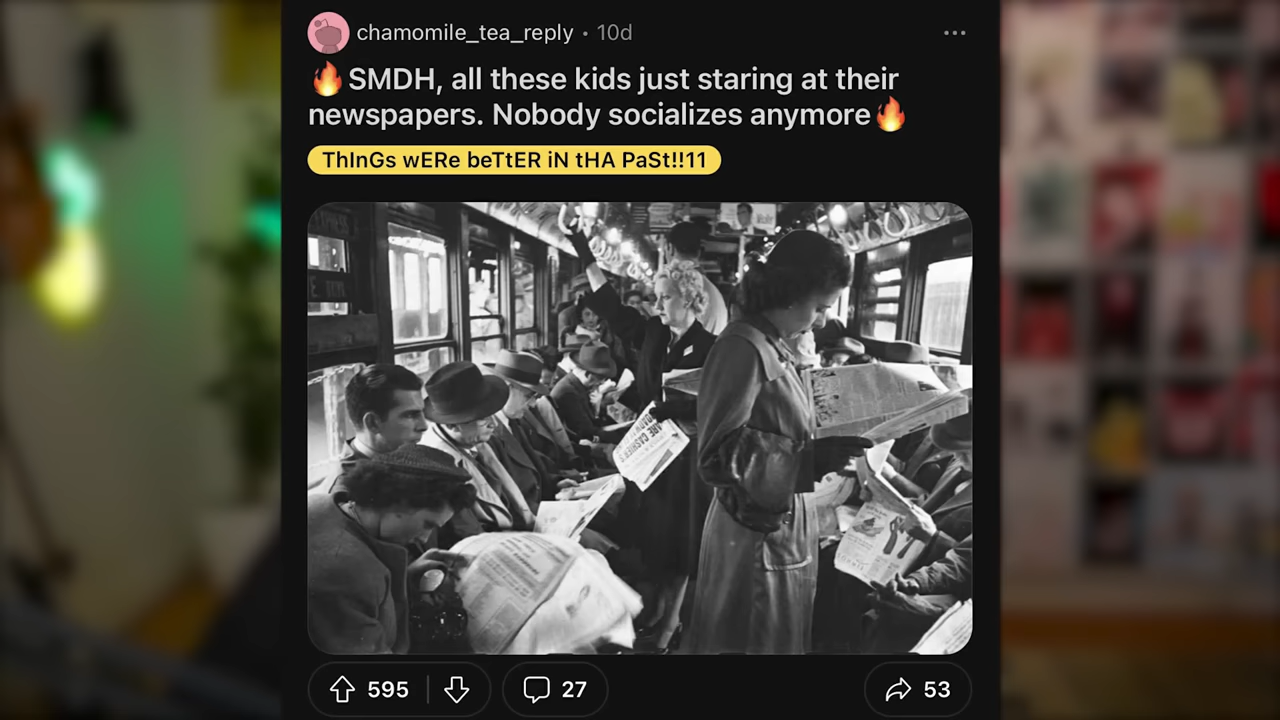 chamomile_tea_reply • 10d
🔥SMDH, all these kids just staring at their
newspapers. Nobody socializes anymore🔥
ThInGs wERe beTtER iN tHA PaSt!!11
595
27
53